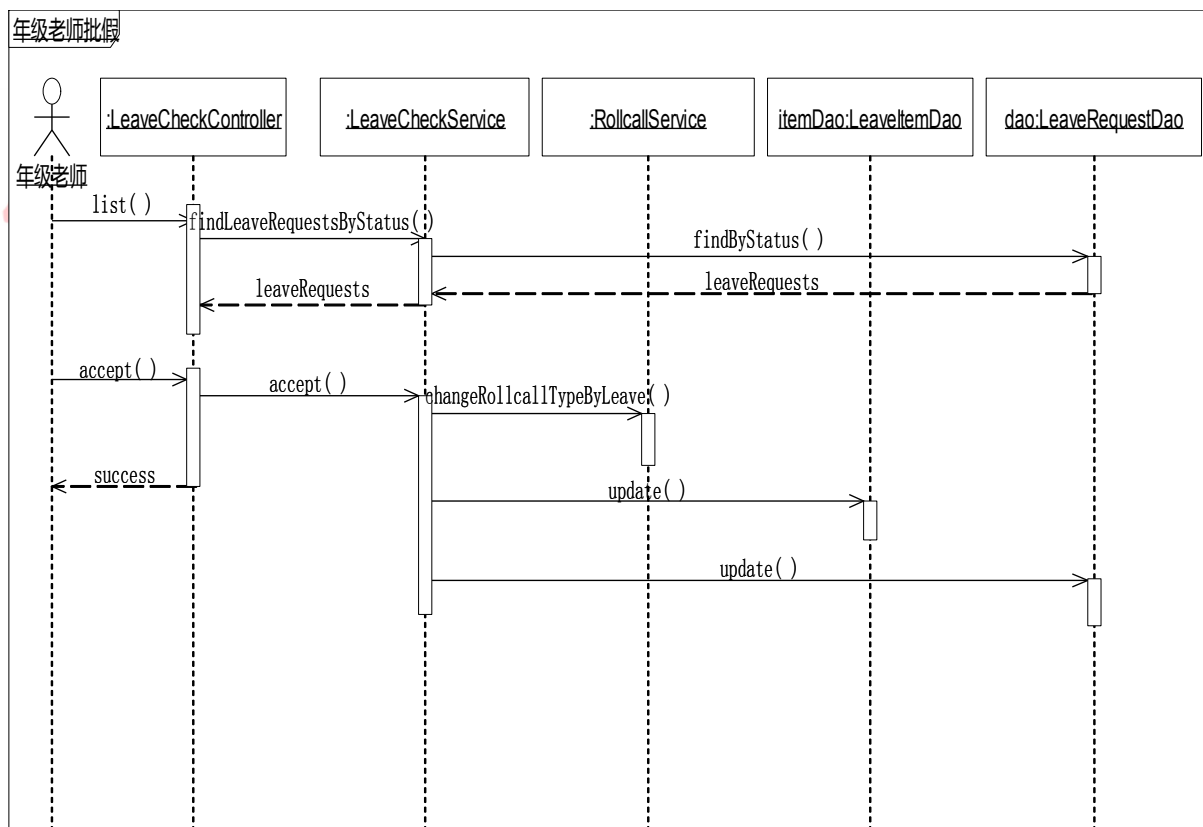 年级老师批假
:LeaveCheckController
:LeaveCheckService
:RollcallService
itemDao:LeaveItemDao
dao:LeaveRequestDao
年级老师
list()
findLeaveRequestsByStatus()
findByStatus()
leaveRequests
leaveRequests
accept()
accept()
changeRollcallTypeByLeave()
success
update()
update()